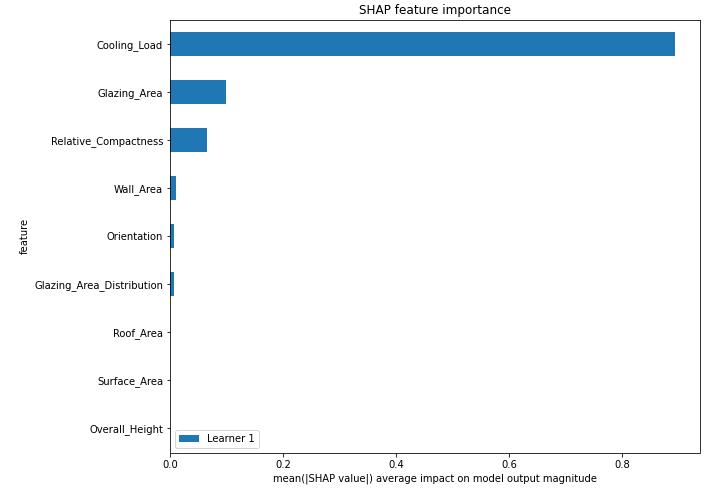 SHAP feature importance
Cooling_Load
Glazing_Area
Relative_Compactness
Wall_Area
Orientation
Glazing_Area_Distribution
Roof_Area
Surface_Area
Overall_Height
feature
Learner 1
0.0 0.2 0.4 0.6 0.8
mean(|SHAP value|) average impact on model output magnitude